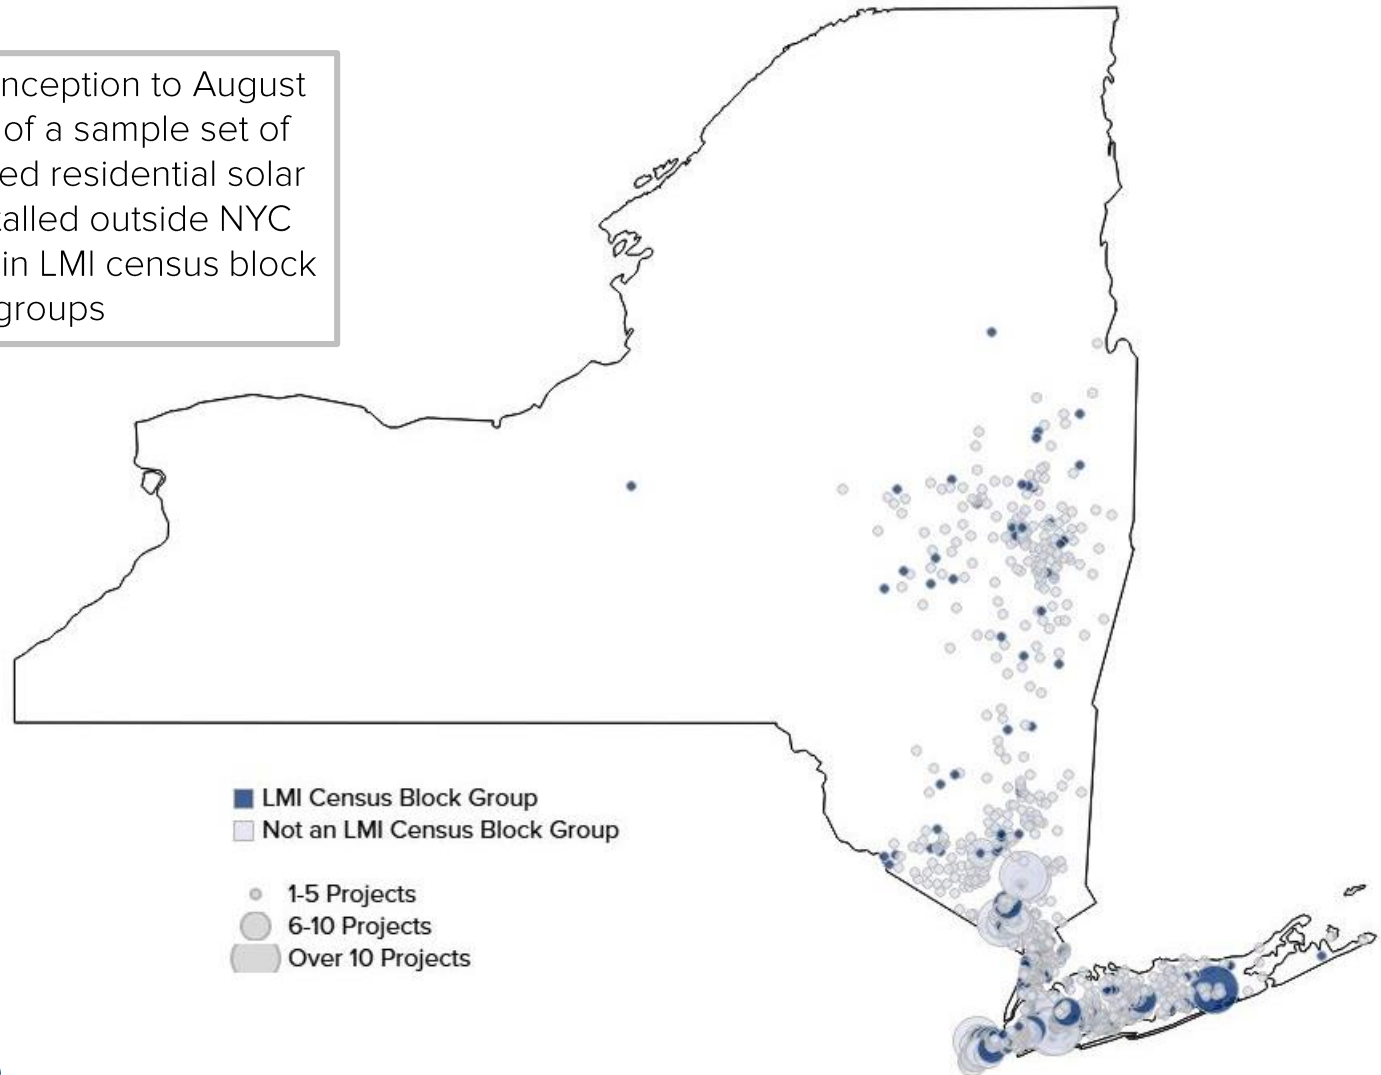 nception to August
of a sample set of
ed residential solar
alled outside NYC
in LMI census block
groups
LMI Census Block Group
Not an LMI Census Block Group
1-5 Projects
6-10 Projects
Over 10 Projects